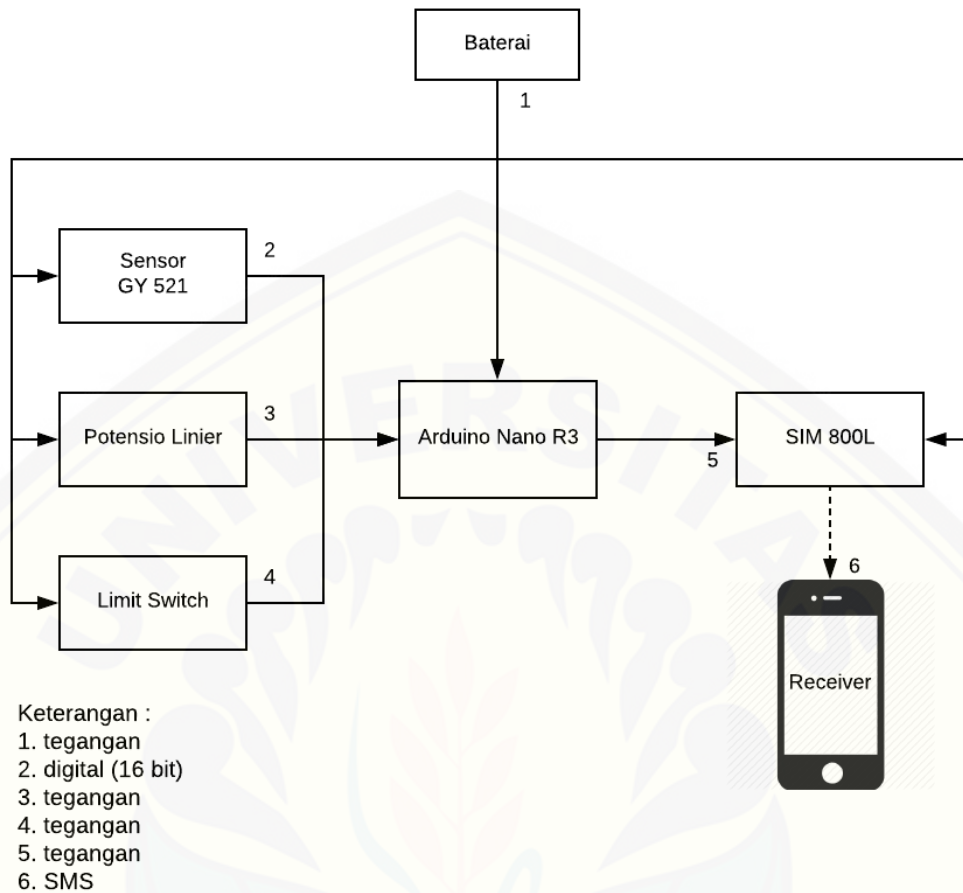 Baterai
1
Sensor
GY 521
2
Potensio Linier
3
Arduino Nano R3
5
SIM 800L
Limit Switch
4
6
Receiver
Keterangan :
1. tegangan
2. digital (16 bit)
3. tegangan
4. tegangan
5. tegangan
6. SMS
UNIVERSITAS